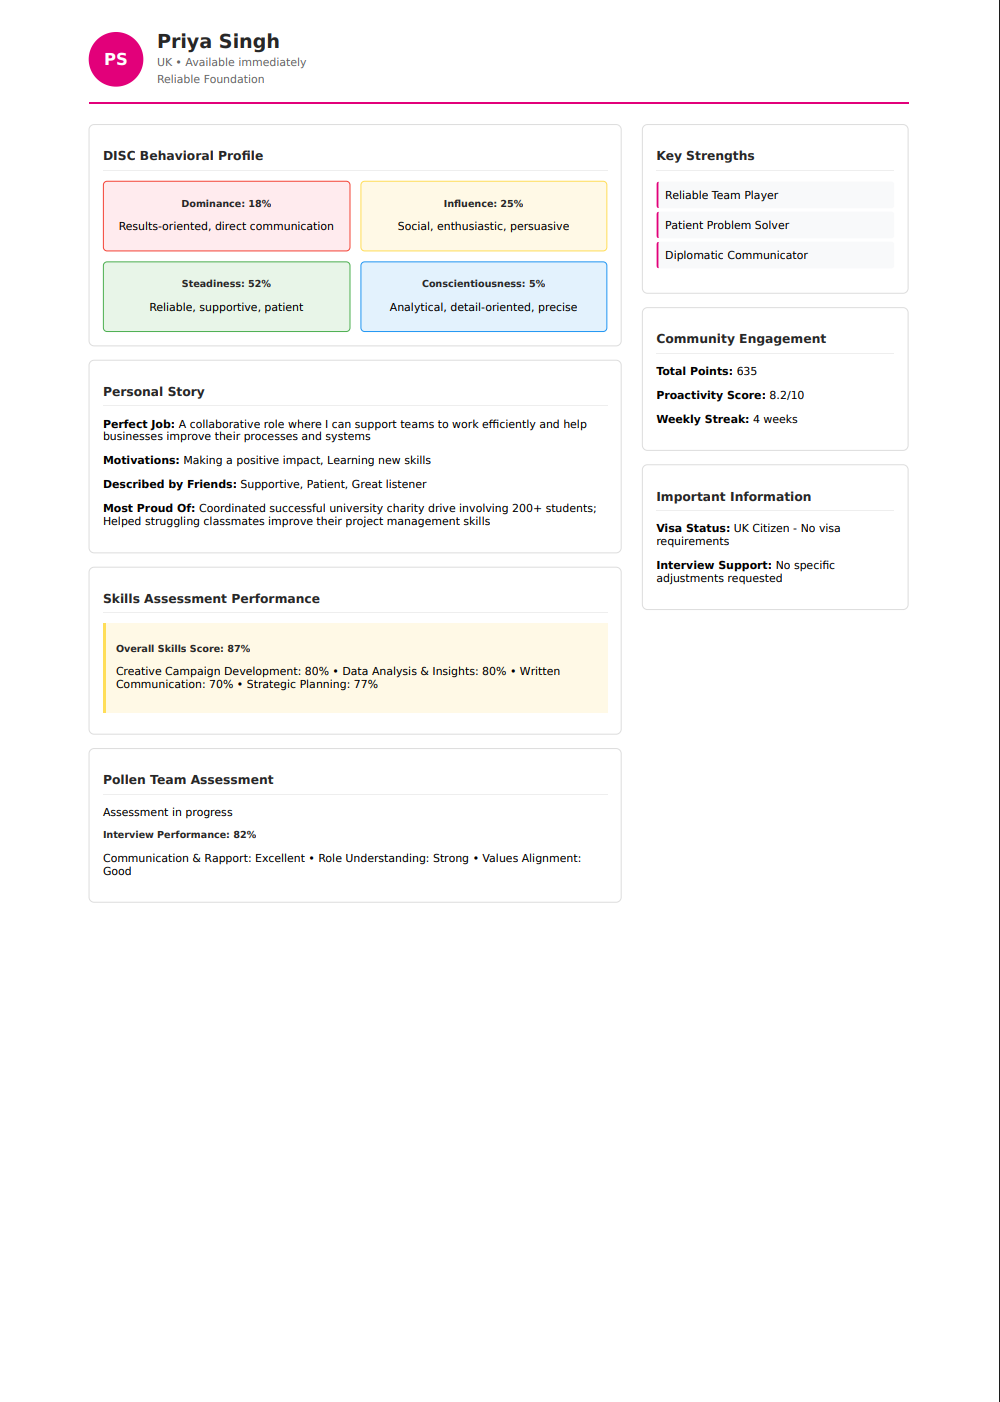 PS
Priya Singh
UK • Available immediately
Reliable Foundation
DISC Behavioral Profile
Dominance: 18%
Results-oriented, direct communication
Influence: 25%
Social, enthusiastic, persuasive
Steadiness: 52%
Reliable, supportive, patient
Conscientiousness: 5%
Analytical, detail-oriented, precise
Personal Story
Perfect Job: A collaborative role where I can support teams to work efficiently and help
businesses improve their processes and systems
Motivations: Making a positive impact, Learning new skills
Described by Friends: Supportive, Patient, Great listener
Most Proud Of: Coordinated successful university charity drive involving 200+ students;
Helped struggling classmates improve their project management skills
Skills Assessment Performance
Overall Skills Score: 87%
Creative Campaign Development: 80% • Data Analysis & Insights: 80% • Written
Communication: 70% • Strategic Planning: 77%
Pollen Team Assessment
Assessment in progress
Interview Performance: 82%
Communication & Rapport: Excellent • Role Understanding: Strong • Values Alignment:
Good
Key Strengths
Reliable Team Player
Patient Problem Solver
Diplomatic Communicator
Community Engagement
Total Points: 635
Proactivity Score: 8.2/10
Weekly Streak: 4 weeks
Important Information
Visa Status: UK Citizen - No visa
requirements
Interview Support: No specific
adjustments requested